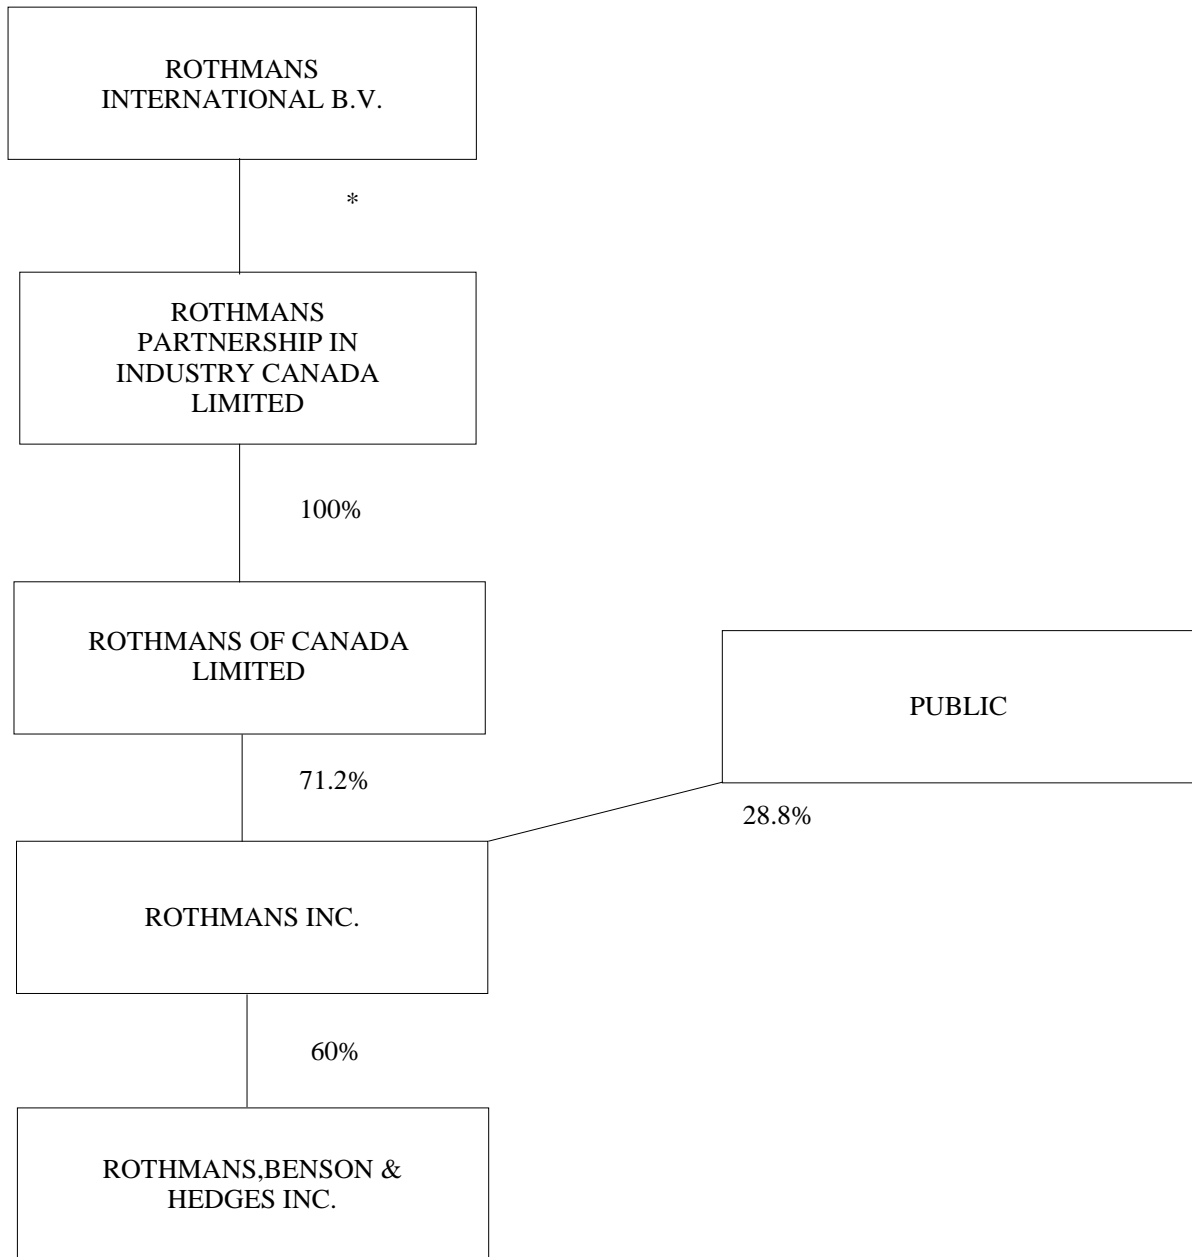 ROTHMANS
INTERNATIONAL B.V.
*
ROTHMANS
PARTNERSHIP IN
INDUSTRY CANADA
LIMITED
100%
ROTHMANS OF CANADA
LIMITED
PUBLIC
71.2%
28.8%
ROTHMANS INC.
60%
ROTHMANS,BENSON &
HEDGES INC.